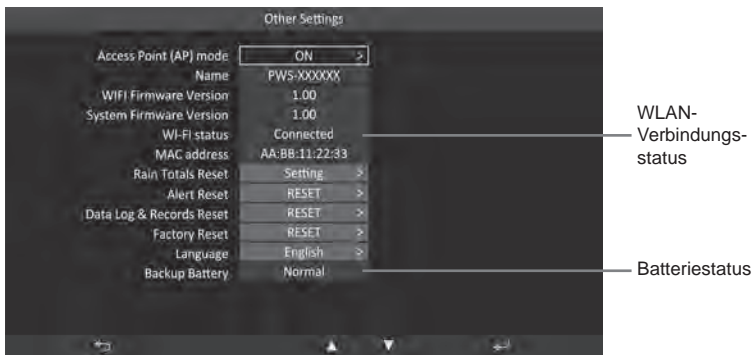 Other Settings
Access Point (AP) mode ON >
Name PWS-XXXXXX
WIFI Firmware Version 1.00
System Firmware Version 1.00
WI-FI status Connected
MAC address AA:BB:11:22:33
Rain Totals Reset Setting >
Alert Reset RESET >
Data Log & Records Reset RESET >
Factory Reset RESET >
Language English >
Backup Battery Normal
WLAN-
Verbindungs-
status
Batteriestatus